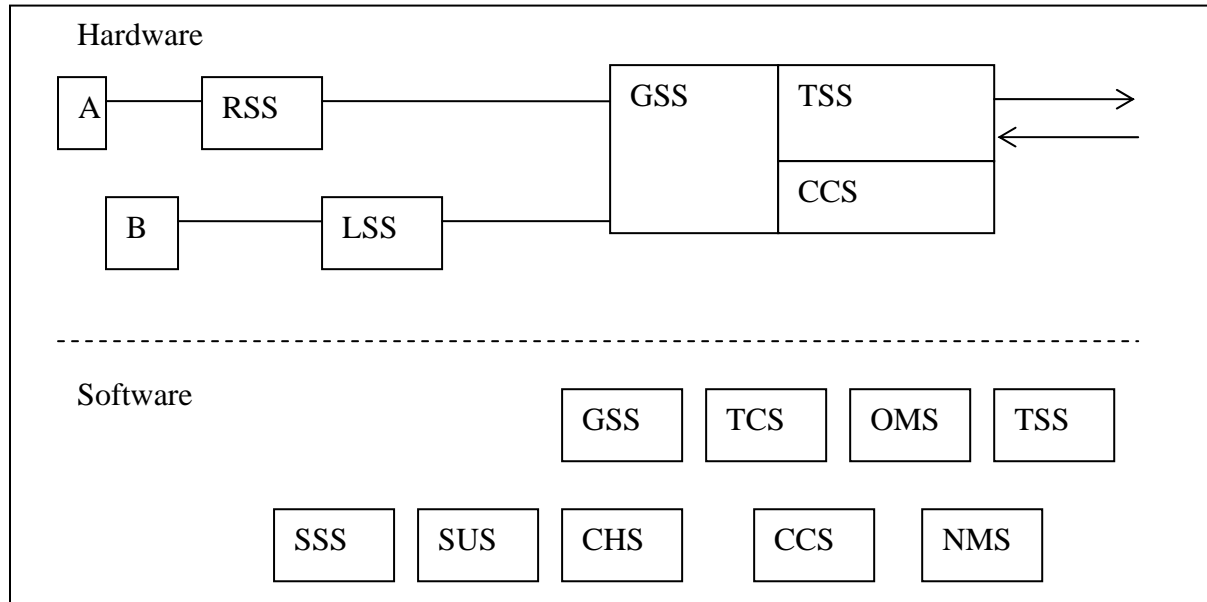 Hardware
A RSS GSS TSS
CCS
B LSS
Software
GSS TCS OMS TSS
SSS SUS CHS CCS NMS